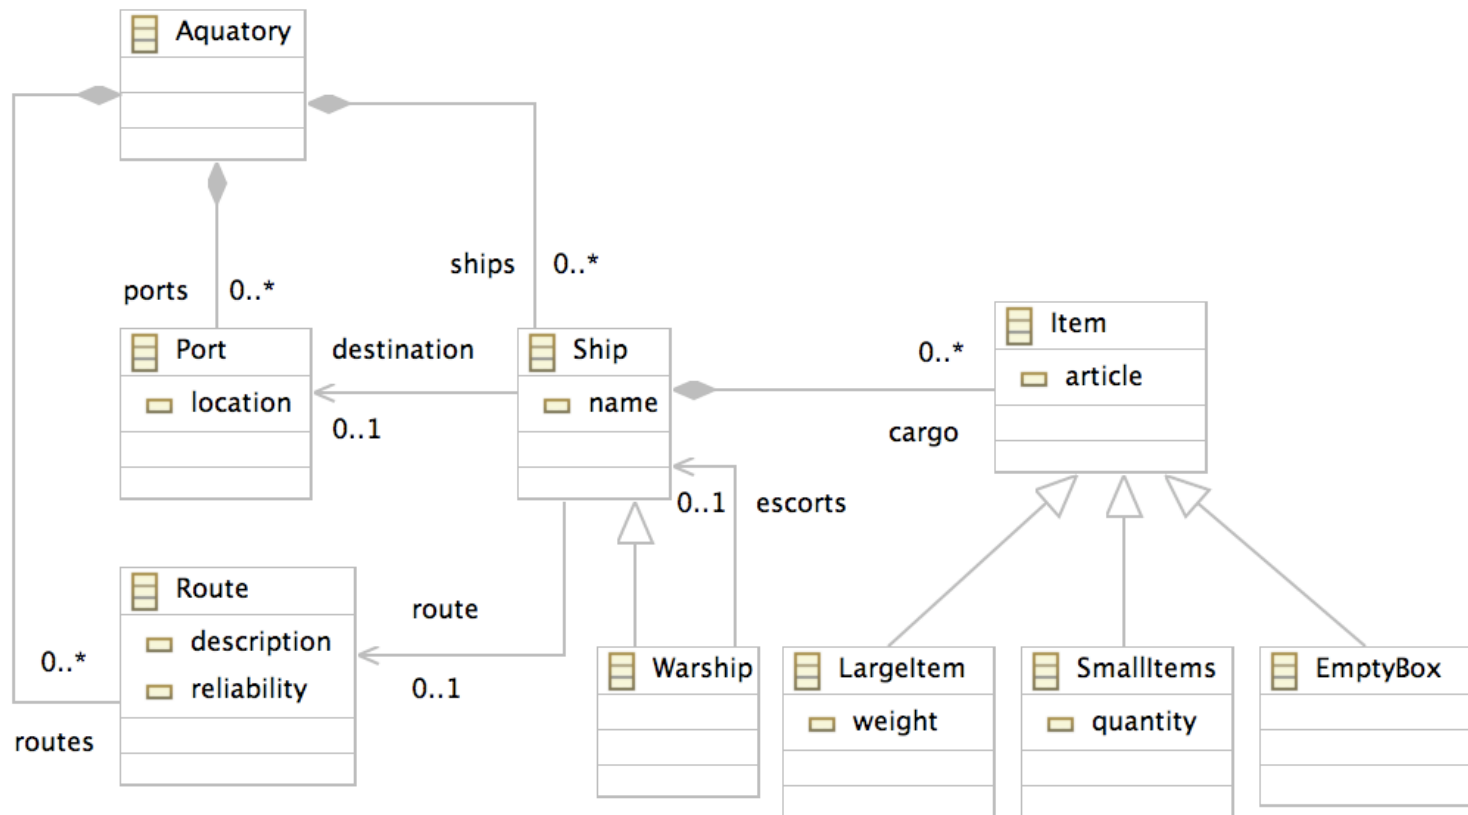 Aquatory
ships 0..*
ports 0..*
Port
location
destination
0..1
Ship
name
0..*
cargo
Item
article
0..1 escorts
Route
description
reliability
route
0..1
0..*
routes
Warship
LargeItem
weight
SmallItems
quantity
EmptyBox